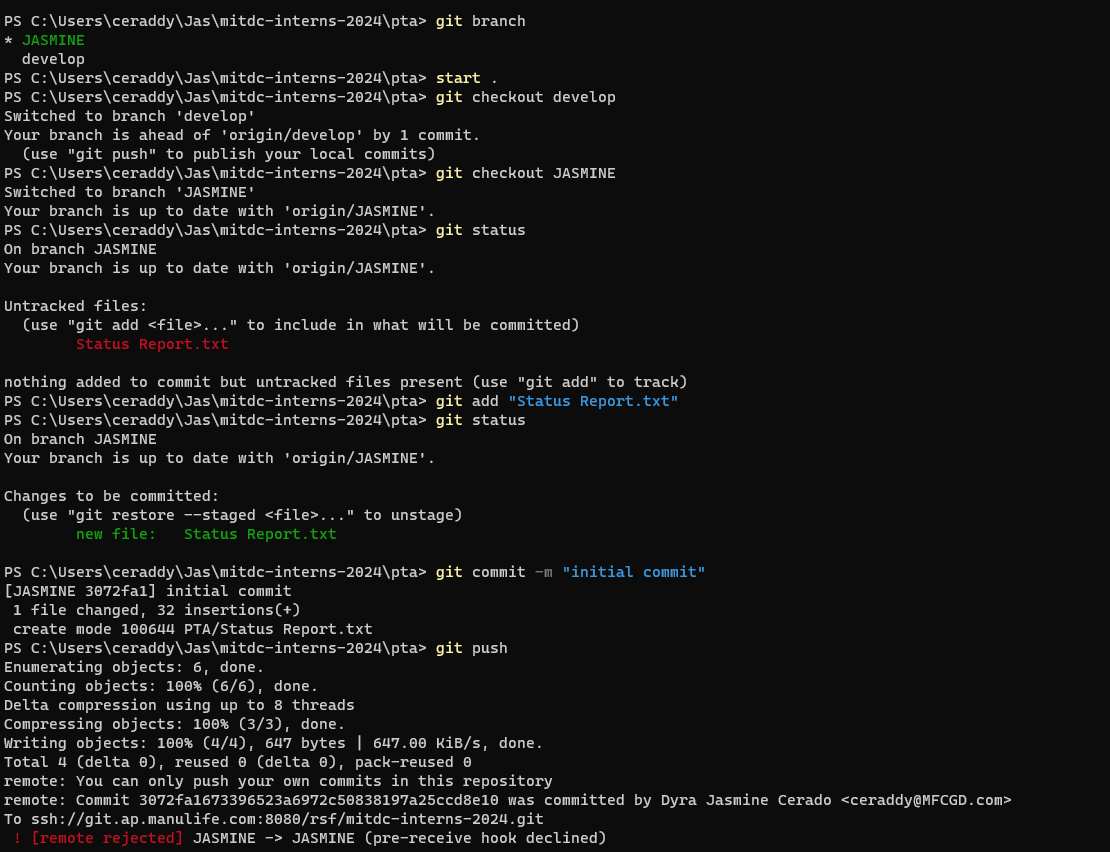 PS C:\Users\ceraddy\Jas\mitdc-interns-2024\pta> git branch
* JASMINE
  develop
PS C:\Users\ceraddy\Jas\mitdc-interns-2024\pta> start .
PS C:\Users\ceraddy\Jas\mitdc-interns-2024\pta> git checkout develop
Switched to branch 'develop'
Your branch is ahead of 'origin/develop' by 1 commit.
  (use "git push" to publish your local commits)
PS C:\Users\ceraddy\Jas\mitdc-interns-2024\pta> git checkout JASMINE
Switched to branch 'JASMINE'
Your branch is up to date with 'origin/JASMINE'.
PS C:\Users\ceraddy\Jas\mitdc-interns-2024\pta> git status
On branch JASMINE
Your branch is up to date with 'origin/JASMINE'.

Untracked files:
  (use "git add <file>..." to include in what will be committed)
        Status Report.txt

nothing added to commit but untracked files present (use "git add" to track)
PS C:\Users\ceraddy\Jas\mitdc-interns-2024\pta> git add "Status Report.txt"
PS C:\Users\ceraddy\Jas\mitdc-interns-2024\pta> git status
On branch JASMINE
Your branch is up to date with 'origin/JASMINE'.

Changes to be committed:
  (use "git restore --staged <file>..." to unstage)
        new file:   Status Report.txt

PS C:\Users\ceraddy\Jas\mitdc-interns-2024\pta> git commit -m "initial commit"
[JASMINE 3072fa1] initial commit
 1 file changed, 32 insertions(+)
 create mode 100644 PTA/Status Report.txt
PS C:\Users\ceraddy\Jas\mitdc-interns-2024\pta> git push
Enumerating objects: 6, done.
Counting objects: 100% (6/6), done.
Delta compression using up to 8 threads
Compressing objects: 100% (3/3), done.
Writing objects: 100% (4/4), 647 bytes | 647.00 KiB/s, done.
Total 4 (delta 0), reused 0 (delta 0), pack-reused 0
remote: You can only push your own commits in this repository
remote: Commit 3072fa1673396523a6972c50838197a25ccd8e10 was committed by Dyra Jasmine Cerado <ceraddy@MFCGD.com>
To ssh://git.ap.manulife.com:8080/rsf/mitdc-interns-2024.git
 ! [remote rejected] JASMINE -> JASMINE (pre-receive hook declined)